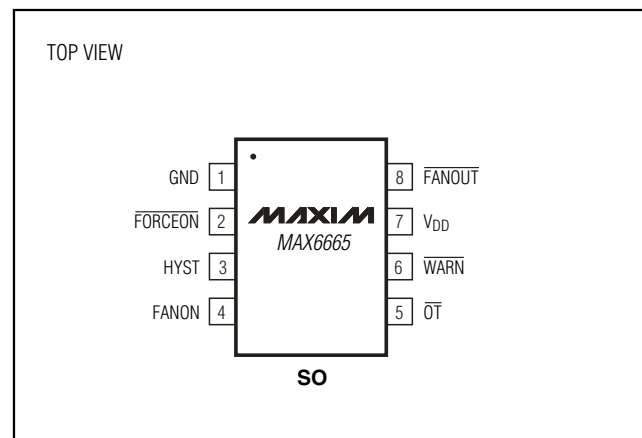 TOP VIEW
GND 1
8 FANOUT
FORCEON 2
MAXIM
7 VDD
MAX6665
HYST 3
6 WARN
FANON 4
5 OT
SO